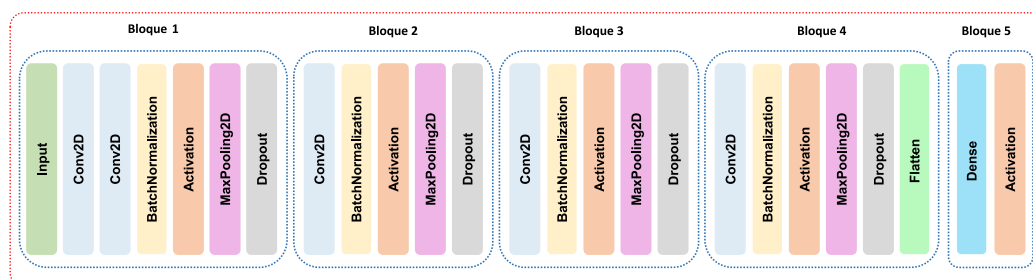 Bloque 1
Input
Conv2D
Conv2D
BatchNormalization
Activation
MaxPooling2D
Dropout
Bloque 2
Conv2D
BatchNormalization
Activation
MaxPooling2D
Dropout
Bloque 3
Conv2D
BatchNormalization
Activation
MaxPooling2D
Dropout
Bloque 4
Conv2D
BatchNormalization
Activation
MaxPooling2D
Dropout
Flatten
Bloque 5
Dense
Activation